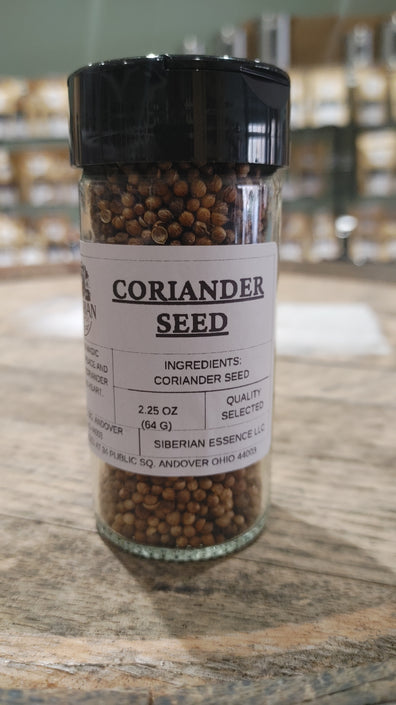 CORIANDER
SEED
INGREDIENTS:
CORIANDER SEED
2.25 OZ
(64 G)
QUALITY
SELECTED
ANDOVER
SIBERIAN ESSENCE LLC
PUBLIC SQ. ANDOVER OHIO 44003